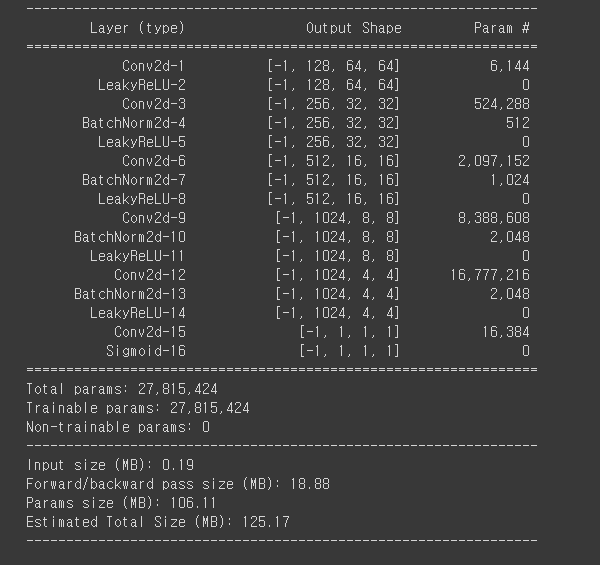 ----------------------------------------------------------------
        Layer (type)               Output Shape         Param #
================================================================
            Conv2d-1          [-1, 128, 64, 64]           6,144
         LeakyReLU-2          [-1, 128, 64, 64]               0
            Conv2d-3          [-1, 256, 32, 32]         524,288
       BatchNorm2d-4          [-1, 256, 32, 32]             512
         LeakyReLU-5          [-1, 256, 32, 32]               0
            Conv2d-6          [-1, 512, 16, 16]       2,097,152
       BatchNorm2d-7          [-1, 512, 16, 16]           1,024
         LeakyReLU-8          [-1, 512, 16, 16]               0
            Conv2d-9           [-1, 1024, 8, 8]       8,388,608
      BatchNorm2d-10           [-1, 1024, 8, 8]           2,048
        LeakyReLU-11           [-1, 1024, 8, 8]               0
           Conv2d-12           [-1, 1024, 4, 4]      16,777,216
      BatchNorm2d-13           [-1, 1024, 4, 4]           2,048
        LeakyReLU-14           [-1, 1024, 4, 4]               0
           Conv2d-15              [-1, 1, 1, 1]          16,384
          Sigmoid-16              [-1, 1, 1, 1]               0
================================================================
Total params: 27,815,424
Trainable params: 27,815,424
Non-trainable params: 0
----------------------------------------------------------------
Input size (MB): 0.19
Forward/backward pass size (MB): 18.88
Params size (MB): 106.11
Estimated Total Size (MB): 125.17
----------------------------------------------------------------